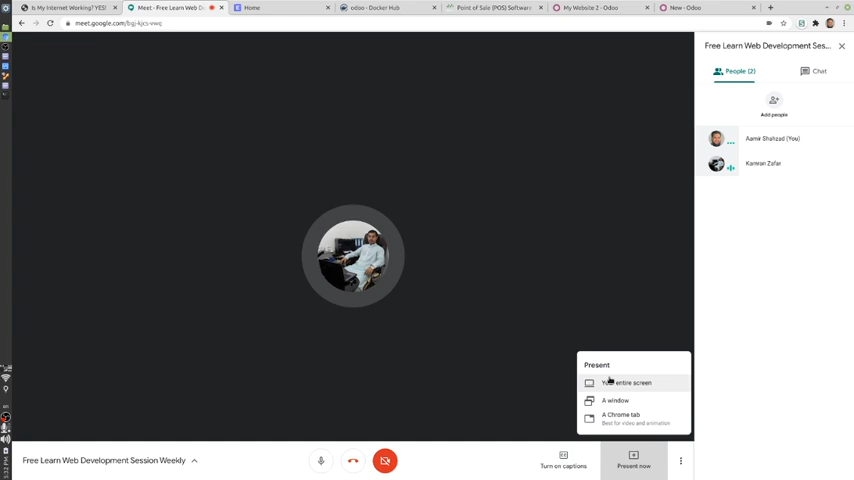 Is My Internet Working? YES!
Meet - Free Learn Web D
Home
odoo - Docker Hub
Point of Sale (POS) Software
My Website 2 - Odoo
New - Odoo
meet.google.com/bgj-kjcs-vwq
Free Learn Web Development Ses...
People (2)
Chat
Add people
Aamir Shahzad (You)
Kamran Zafar
Present
entire screen
A window
A Chrome tab
Best for video and animation
Free Learn Web Development Session Weekly
Turn on captions
Present now
5:32 PM